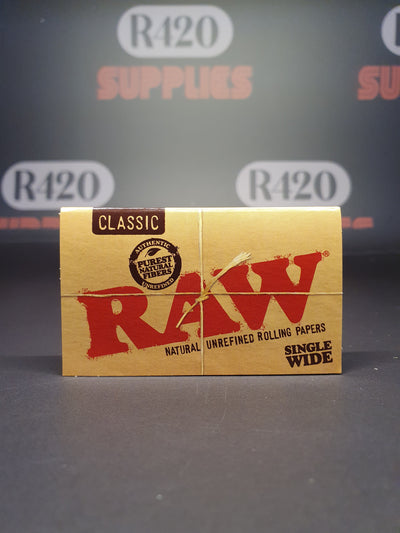 R420
SUPPLIES
R
S
R420
R420
CLASSIC
AUTHENTIC
PUREST
NATURAL
FIBERS
UNREFINED
RAW®
NATURAL UNREFINED ROLLING PAPERS
SINGLE
WIDE